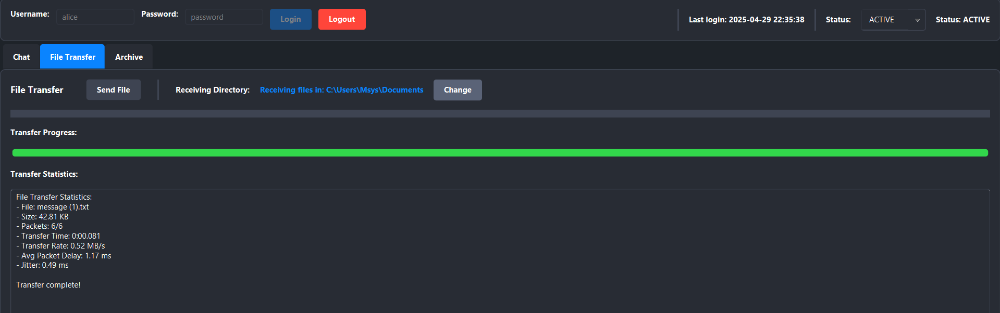 Username: alice Password: password Login Logout Last login: 2025-04-29 22:35:38 Status: ACTIVE Status: ACTIVE
Chat File Transfer Archive
File Transfer Send File Receiving Directory: Receiving files in: C:\Users\Msys\Documents Change
Transfer Progress:
Transfer Statistics:
File Transfer Statistics:
- File: message (1).txt
- Size: 42.81 KB
- Packets: 6/6
- Transfer Time: 0:00.081
- Transfer Rate: 0.52 MB/s
- Avg Packet Delay: 1.17 ms
- Jitter: 0.49 ms
Transfer complete!